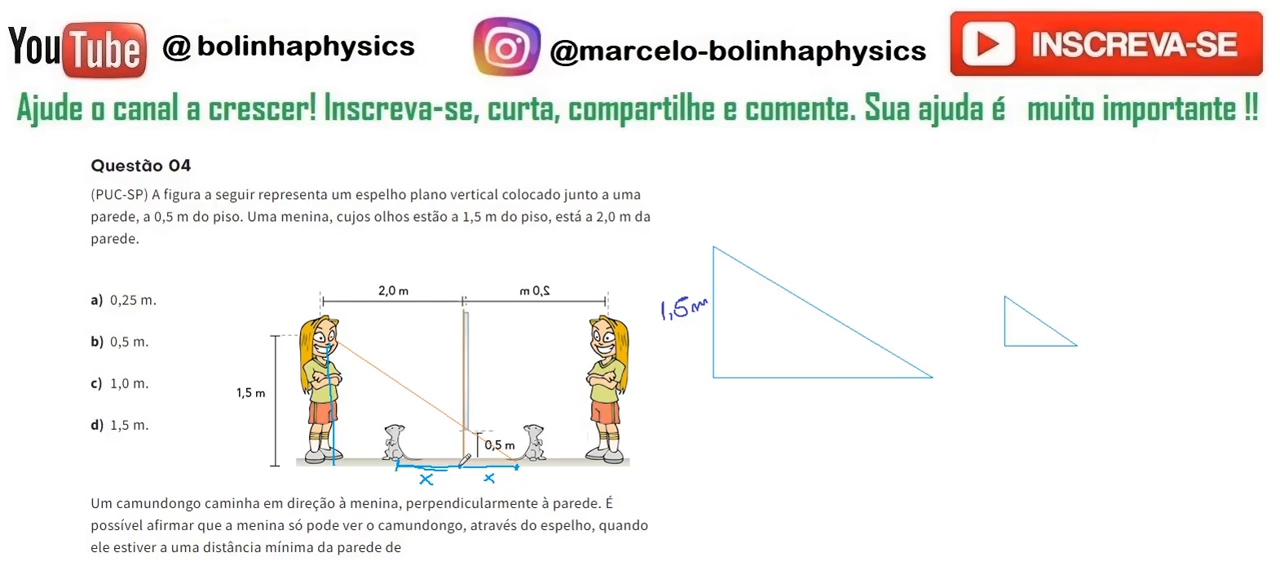 YouTube @bolinhaphysics @marcelo-bolinhaphysics INSCREVA-SE
Ajude o canal a crescer! Inscreva-se, curta, compartilhe e comente. Sua ajuda é muito importante !!
Questão 04
(PUC-SP) A figura a seguir representa um espelho plano vertical colocado junto a uma
parede, a 0,5 m do piso. Uma menina, cujos olhos estão a 1,5 m do piso, está a 2,0 m da
parede.
a) 0,25 m.
b) 0,5 m.
c) 1,0 m.
d) 1,5 m.
2,0 m
2,0 m
1,5 m
0,5 m
x
x
1,5m
Um camundongo caminha em direção à menina, perpendicularmente à parede. É
possível afirmar que a menina só pode ver o camundongo, através do espelho, quando
ele estiver a uma distância mínima da parede de